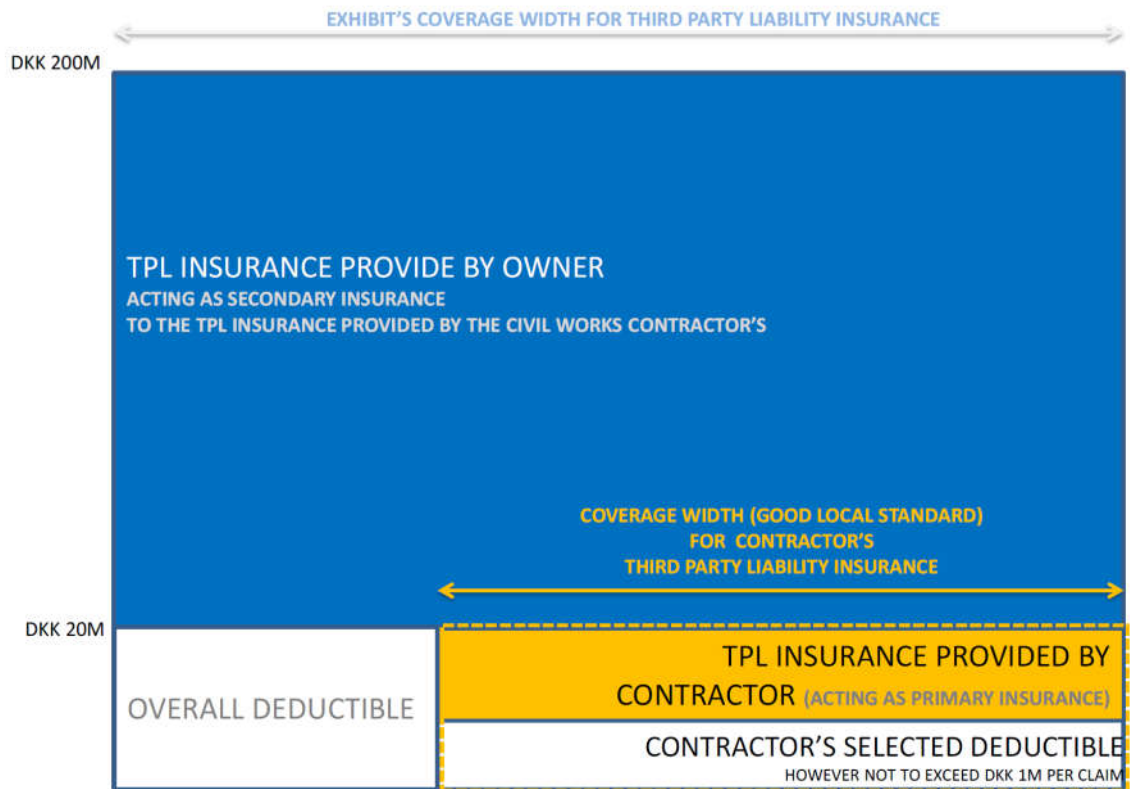 EXHIBIT'S COVERAGE WIDTH FOR THIRD PARTY LIABILITY INSURANCE
DKK 200M
TPL INSURANCE PROVIDE BY OWNER
ACTING AS SECONDARY INSURANCE
TO THE TPL INSURANCE PROVIDED BY THE CIVIL WORKS CONTRACTOR'S
COVERAGE WIDTH (GOOD LOCAL STANDARD)
FOR CONTRACTOR'S
THIRD PARTY LIABILITY INSURANCE
DKK 20M
OVERALL DEDUCTIBLE
TPL INSURANCE PROVIDED BY
CONTRACTOR (ACTING AS PRIMARY INSURANCE)
CONTRACTOR'S SELECTED DEDUCTIBLE
HOWEVER NOT TO EXCEED DKK 1M PER CLAIM